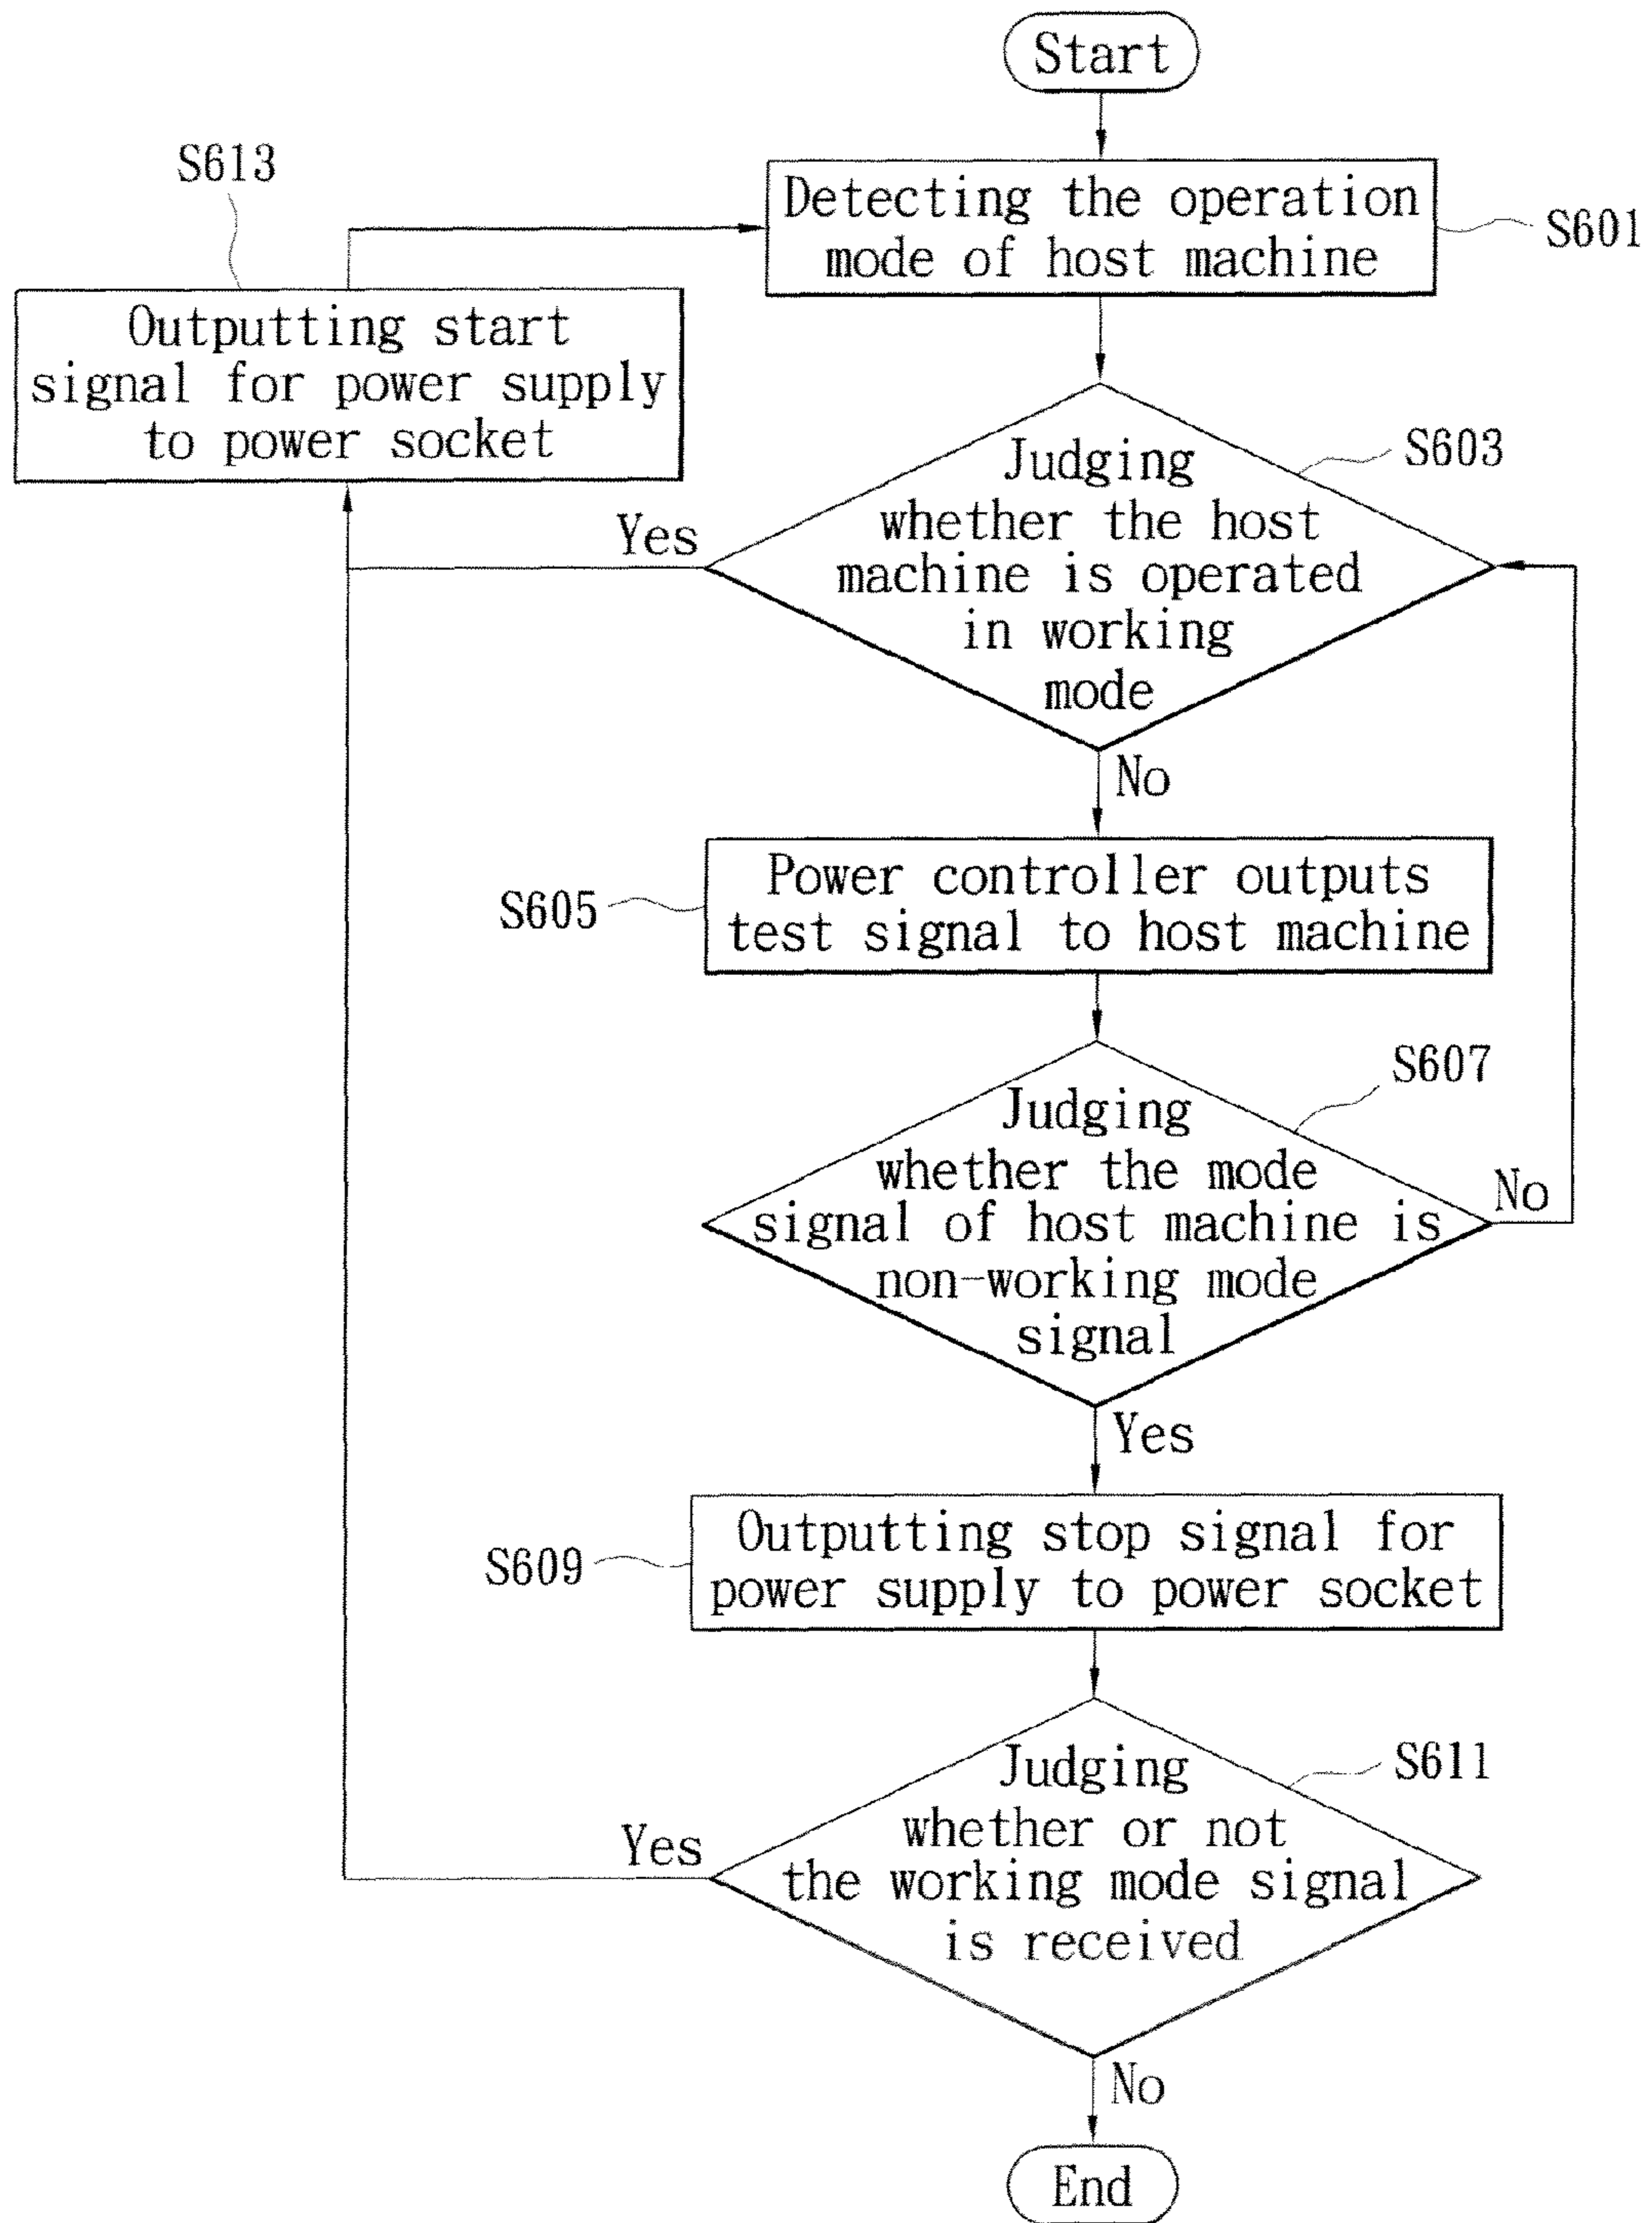 Start
S613
Detecting the operation
mode of host machine
S601
Outputting start
signal for power supply
to power socket
S603
Judging
whether the host
machine is operated
in working
mode
Yes
No
S605
Power controller outputs
test signal to host machine
S607
Judging
whether the mode
signal of host machine is
non-working mode
signal
No
Yes
S609
Outputting stop signal for
power supply to power socket
S611
Judging
whether or not
the working mode signal
is received
Yes
No
End